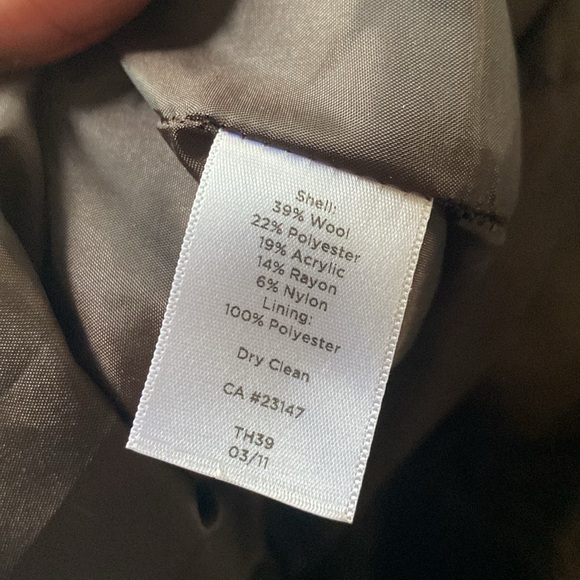 Shell:
39% Wool
22% Polyester
19% Acrylic
14% Rayon
6% Nylon
Lining:
100% Polyester
Dry Clean
CA #23147
TH39
03/11